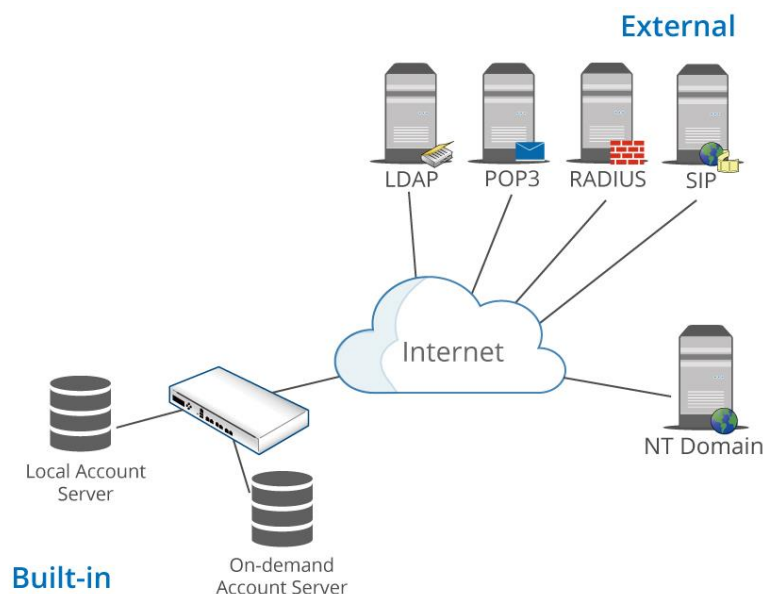 External
LDAP
POP3
RADIUS
SIP
Internet
NT Domain
Local Account
Server
On-demand
Account Server
Built-in